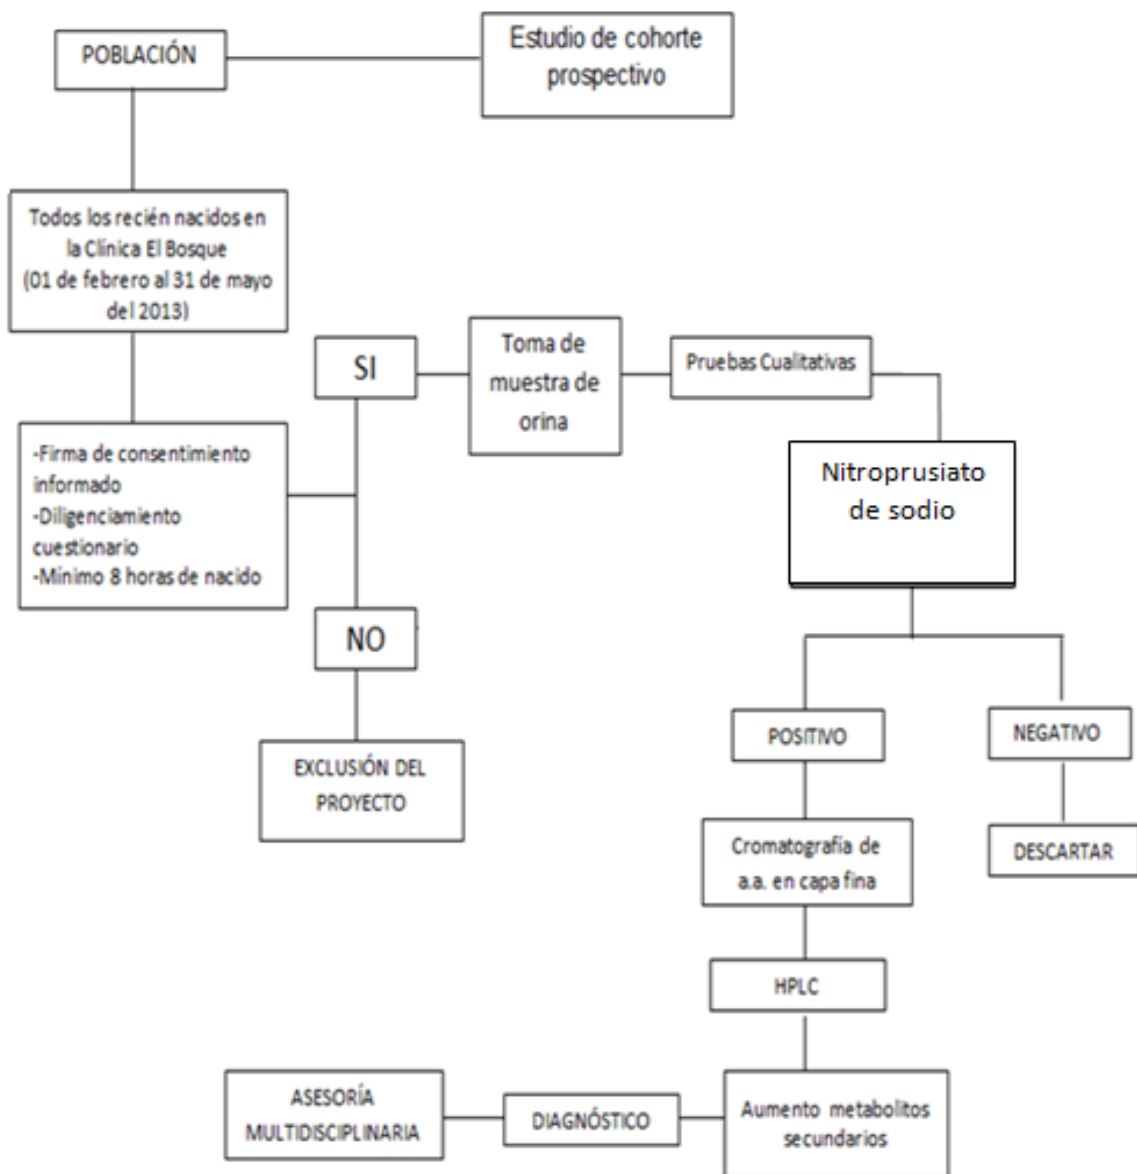 POBLACIÓN
Estudio de cohorte
prospectivo
Todos los recién nacidos en
la Clínica El Bosque
(01 de febrero al 31 de mayo
del 2013)
-Firma de consentimiento
informado
-Diligenciamiento
cuestionario
-Mínimo 8 horas de nacido
SI
Toma de
muestra de
orina
Pruebas Cualitativas
Nitroprusiato
de sodio
NO
EXCLUSIÓN DEL
PROYECTO
POSITIVO
NEGATIVO
Cromatografía de
a.a. en capa fina
DESCARTAR
HPLC
Aumento metabolitos
secundarios
DIAGNÓSTICO
ASESORÍA
MULTIDISCIPLINARIA